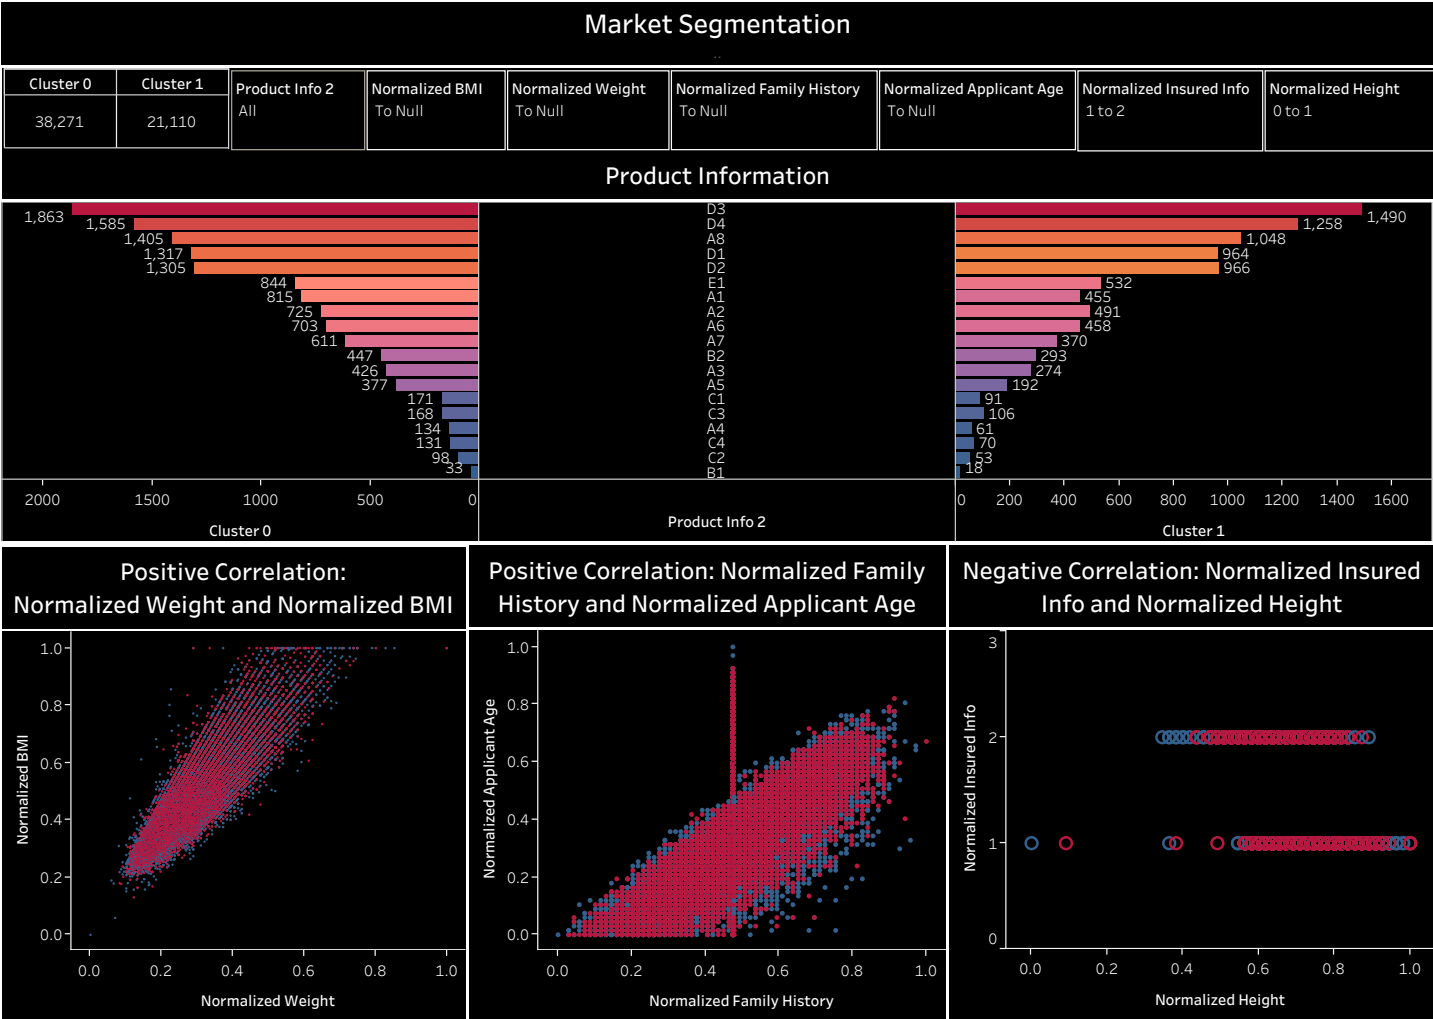 Market Segmentation
Cluster 0
Cluster 1
38,271
21,110
Product Info 2
All
Normalized BMI
To Null
Normalized Weight
To Null
Normalized Family History
To Null
Normalized Applicant Age
To Null
Normalized Insured Info
1 to 2
Normalized Height
0 to 1
Product Information
1,863 D3 1,490
1,585 D4 1,258
1,405 A8 1,048
1,317 D1 964
1,305 D2 966
844 E1 532
815 A1 455
725 A2 491
703 A6 458
611 A7 370
447 B2 293
426 A3 274
377 A5 192
171 C1 91
168 C3 106
134 A4 61
131 C4 70
98 C2 53
33 B1 18
2000 1500 1000 500 0
Cluster 0
Product Info 2
0 200 400 600 800 1000 1200 1400 1600
Cluster 1
Positive Correlation:
Normalized Weight and Normalized BMI
Normalized BMI
1.0
0.8
0.6
0.4
0.2
0.0
0.0 0.2 0.4 0.6 0.8 1.0
Normalized Weight
Positive Correlation: Normalized Family
History and Normalized Applicant Age
Normalized Applicant Age
1.0
0.8
0.6
0.4
0.2
0.0
0.0 0.2 0.4 0.6 0.8 1.0
Normalized Family History
Negative Correlation: Normalized Insured
Info and Normalized Height
Normalized Insured Info
3
2
1
0
0.0 0.2 0.4 0.6 0.8 1.0
Normalized Height